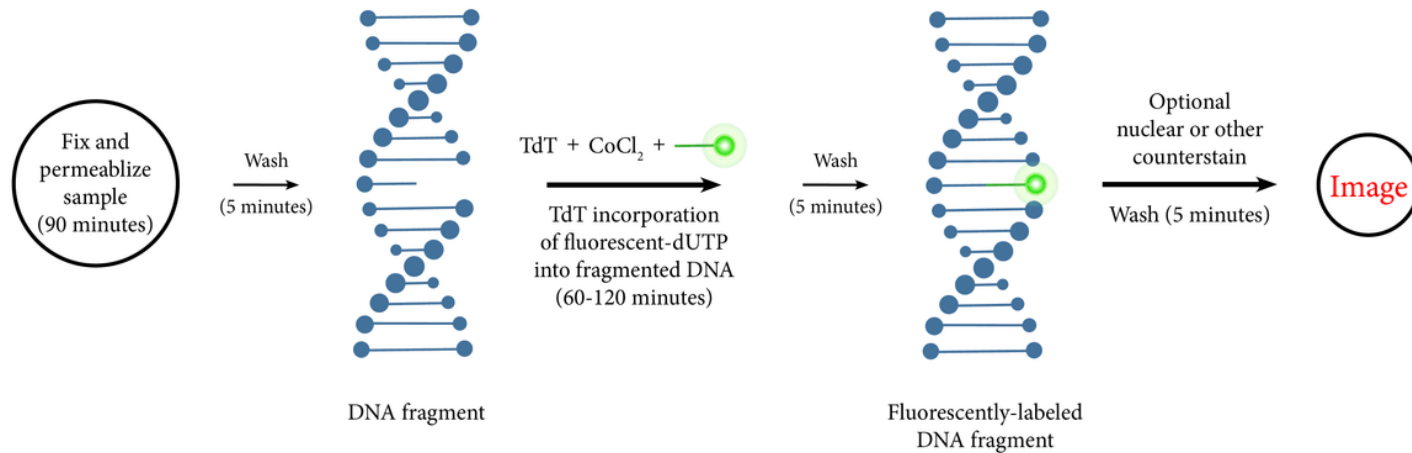 Fix and
permeablize
sample
(90 minutes)
Wash
(5 minutes)
DNA fragment
TdT + CoCl₂ +
TdT incorporation
of fluorescent-dUTP
into fragmented DNA
(60-120 minutes)
Wash
(5 minutes)
Fluorescently-labeled
DNA fragment
Optional
nuclear or other
counterstain
Wash (5 minutes)
Image